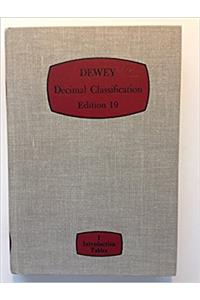 DEWEY
Decimal Classification
Edition 19
1
Introduction
Tables